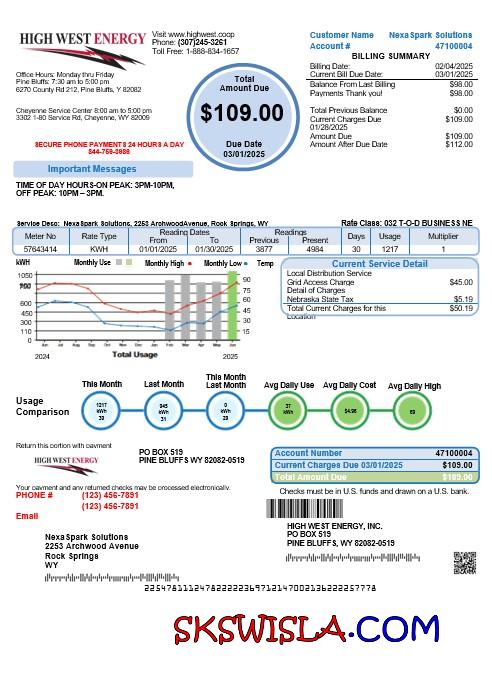 HIGH WEST ENERGY
Visit www.highwest.coop
Phone: (307)245-3261
Toll Free: 1-888-834-1657
Office Hours: Monday thru Friday
Pine Bluffs: 7:30 am to 5:00 pm
6270 County Rd 212, Pine Bluffs, Y 82082
Cheyenne Service Center 8:00 am to 5:00 pm
3302 1-80 Service Rd, Cheyenne, WY 82009
SECURE PHONE PAYMENTS 24 HOURS A DAY
844-759-3986
Important Messages
TIME OF DAY HOURS-ON PEAK: 3PM-10PM,
OFF PEAK: 10PM – 3PM.
Total
Amount Due
$109.00
Due Date
03/01/2025
Customer Name NexaSpark Solutions
Account # 47100004
BILLING SUMMARY
Billing Date: 02/04/2025
Current Bill Due Date: 03/01/2025
Balance From Last Billing $98.00
Payments Thank you! $98.00
Total Previous Balance $0.00
Current Charges Due $109.00
01/28/2025
Amount Due $109.00
Amount After Due Date $112.00
Service Desc: NexaSpark Solutions, 2253 ArchwoodAvenue, Rock Springs, WY
Rate Class: 032 T-O-D BUSINESS NE
Meter No Rate Type Reading Dates Readings Days Usage Multiplier
From To Previous Present
57643414 KWH 01/01/2025 01/30/2025 3877 4984 30 1217 1
kWH Monthly Use Monthly High Monthly Low Temp
1050
750
600
450
300
110
0
90
75
60
45
30
15
2024 Total Usage 2025
Current Service Detail
Local Distribution Service
Grid Access Charge $45.00
Detail of Charges
Nebraska State Tax $5.19
Total Current Charges for this $50.19
Location
Usage
Comparison
This Month
1217
kWh
30
Last Month
945
kWh
31
This Month
Last Month
0
kWh
29
Avg Daily Use
37
kWh
Avg Daily Cost
$4.96
Avg Daily High
69
Return this portion with payment
HIGH WEST ENERGY
PO BOX 519
PINE BLUFFS WY 82082-0519
Your payment and any returned checks may be processed electronically.
PHONE # (123) 456-7891
(123) 456-7891
Email
Account Number 47100004
Current Charges Due 03/01/2025 $109.00
Total Amount Due $109.00
Checks must be in U.S. funds and drawn on a U.S. bank.
HIGH WEST ENERGY, INC.
PO BOX 519
PINE BLUFFS, WY 82082-0519
NexaSpark Solutions
2253 Archwood Avenue
Rock Springs
WY
SKSWISLA.COM